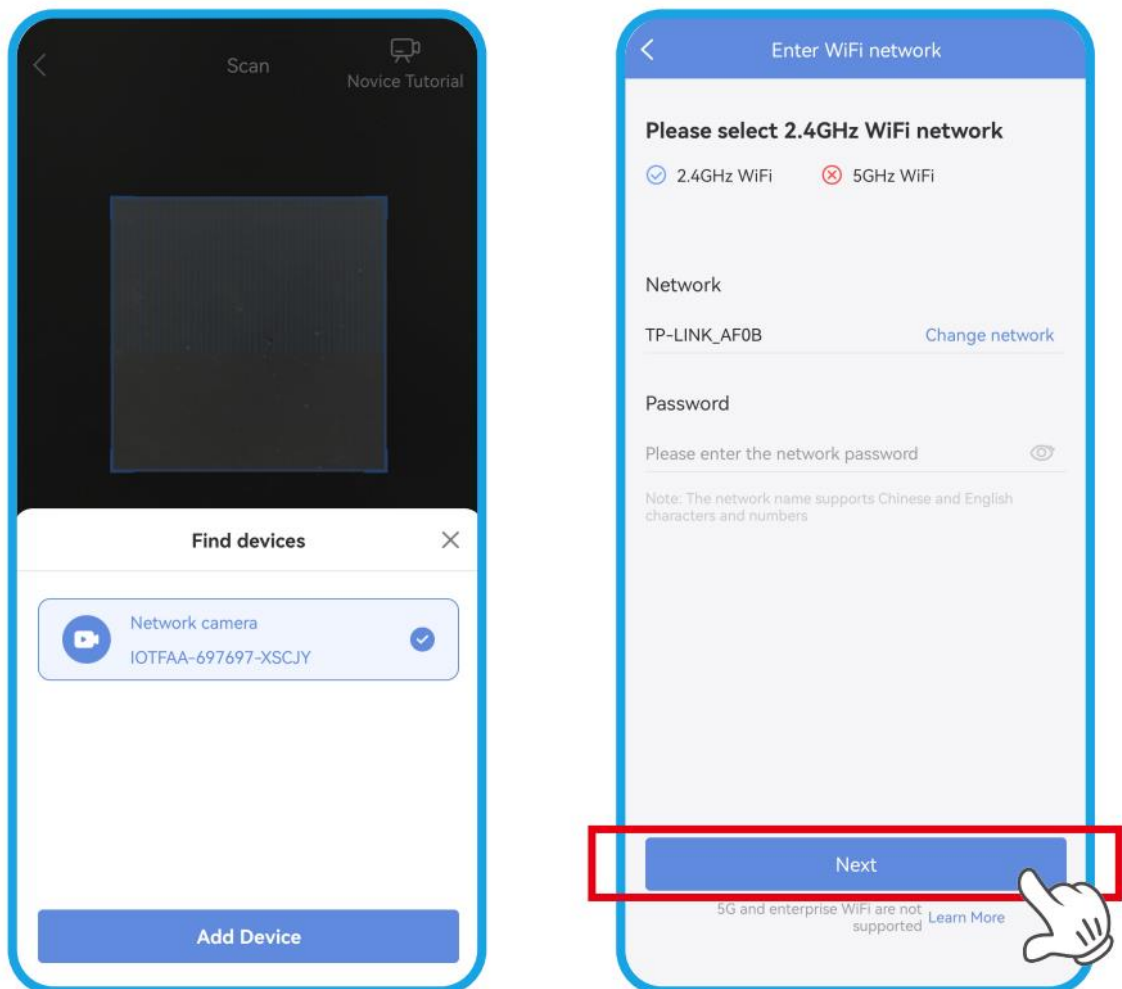 Scan
Novice Tutorial
Find devices
Network camera
IOTFAA-697697-XSCJY
Add Device
Enter WiFi network
Please select 2.4GHz WiFi network
2.4GHz WiFi
5GHz WiFi
Network
TP-LINK_AF0B
Change network
Password
Please enter the network password
Note: The network name supports Chinese and English
characters and numbers
Next
5G and enterprise WiFi are not
supported
Learn More